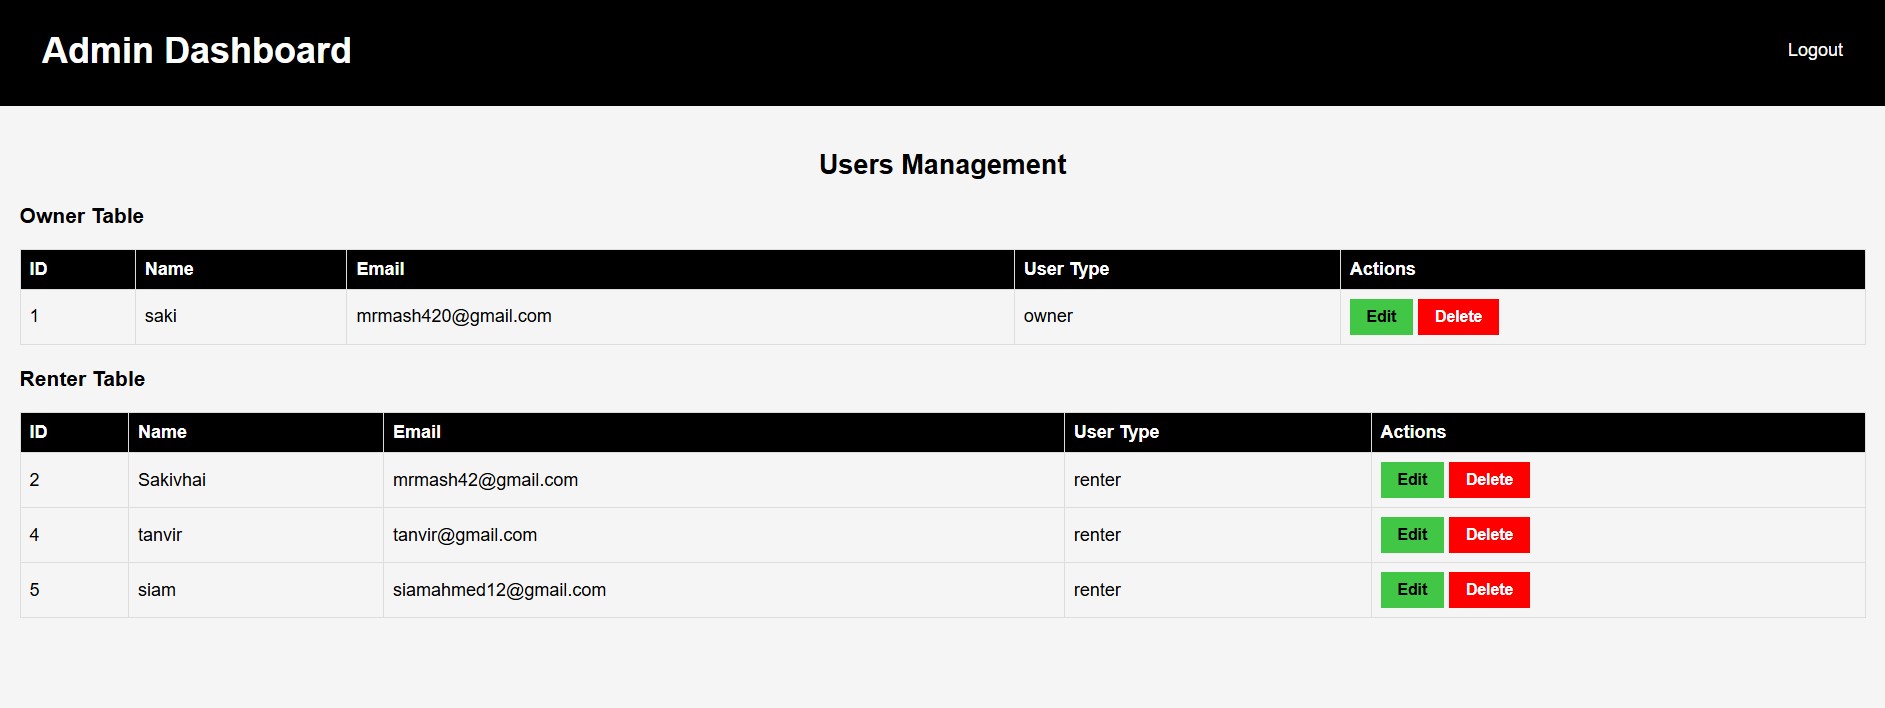 Admin Dashboard Logout
Users Management
Owner Table
ID Name Email User Type Actions
1 saki mrmash420@gmail.com owner Edit Delete
Renter Table
ID Name Email User Type Actions
2 Sakivhai mrmash42@gmail.com renter Edit Delete
4 tanvir tanvir@gmail.com renter Edit Delete
5 siam siamahmed12@gmail.com renter Edit Delete